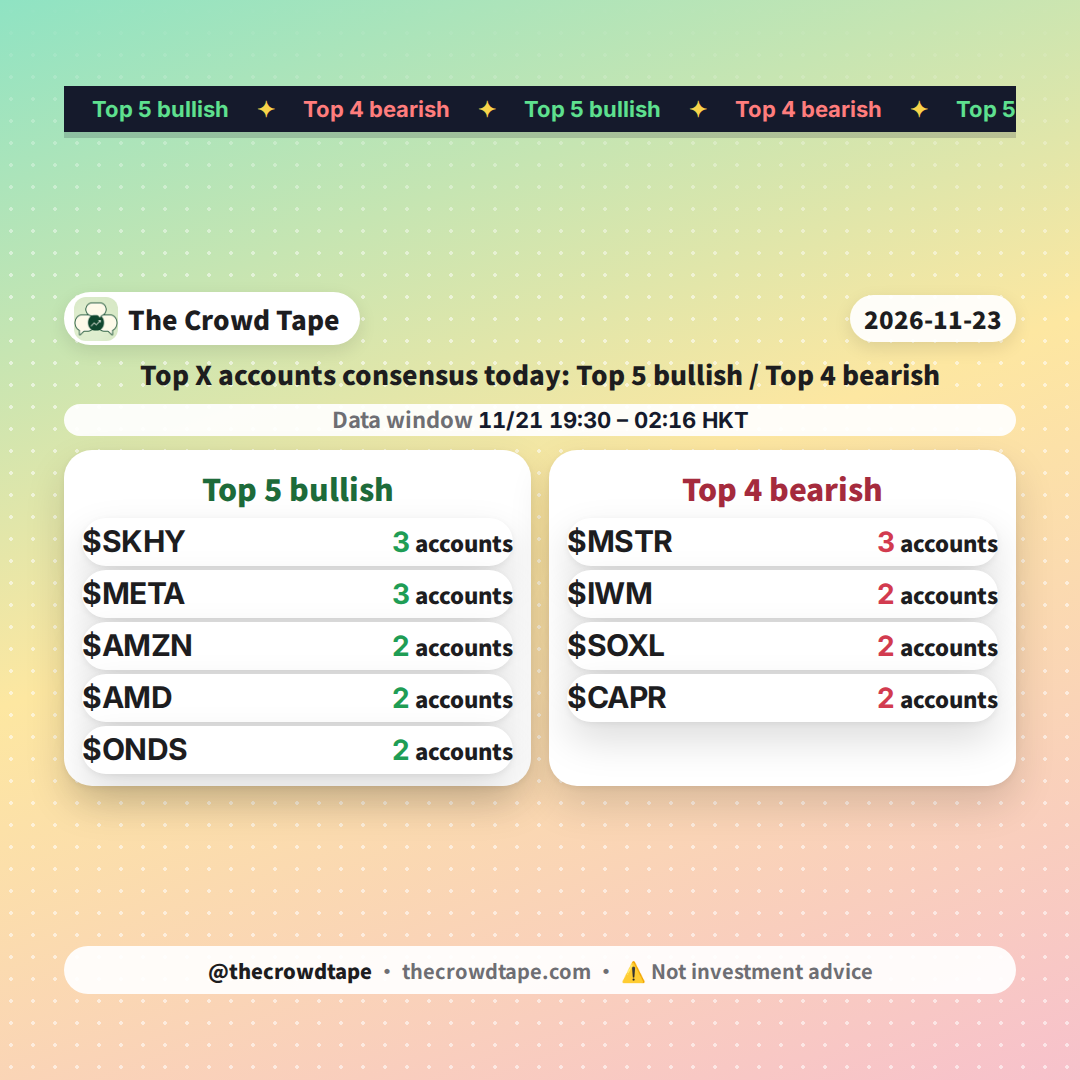 Top 5 bullish ✦ Top 4 bearish ✦ Top 5 bullish ✦ Top 4 bearish ✦ Top 5
The Crowd Tape
2026-11-23
Top X accounts consensus today: Top 5 bullish / Top 4 bearish
Data window 11/21 19:30 – 02:16 HKT
Top 5 bullish
$SKHY 3 accounts
$META 3 accounts
$AMZN 2 accounts
$AMD 2 accounts
$ONDS 2 accounts
Top 4 bearish
$MSTR 3 accounts
$IWM 2 accounts
$SOXL 2 accounts
$CAPR 2 accounts
@thecrowdtape • thecrowdtape.com • ⚠️ Not investment advice